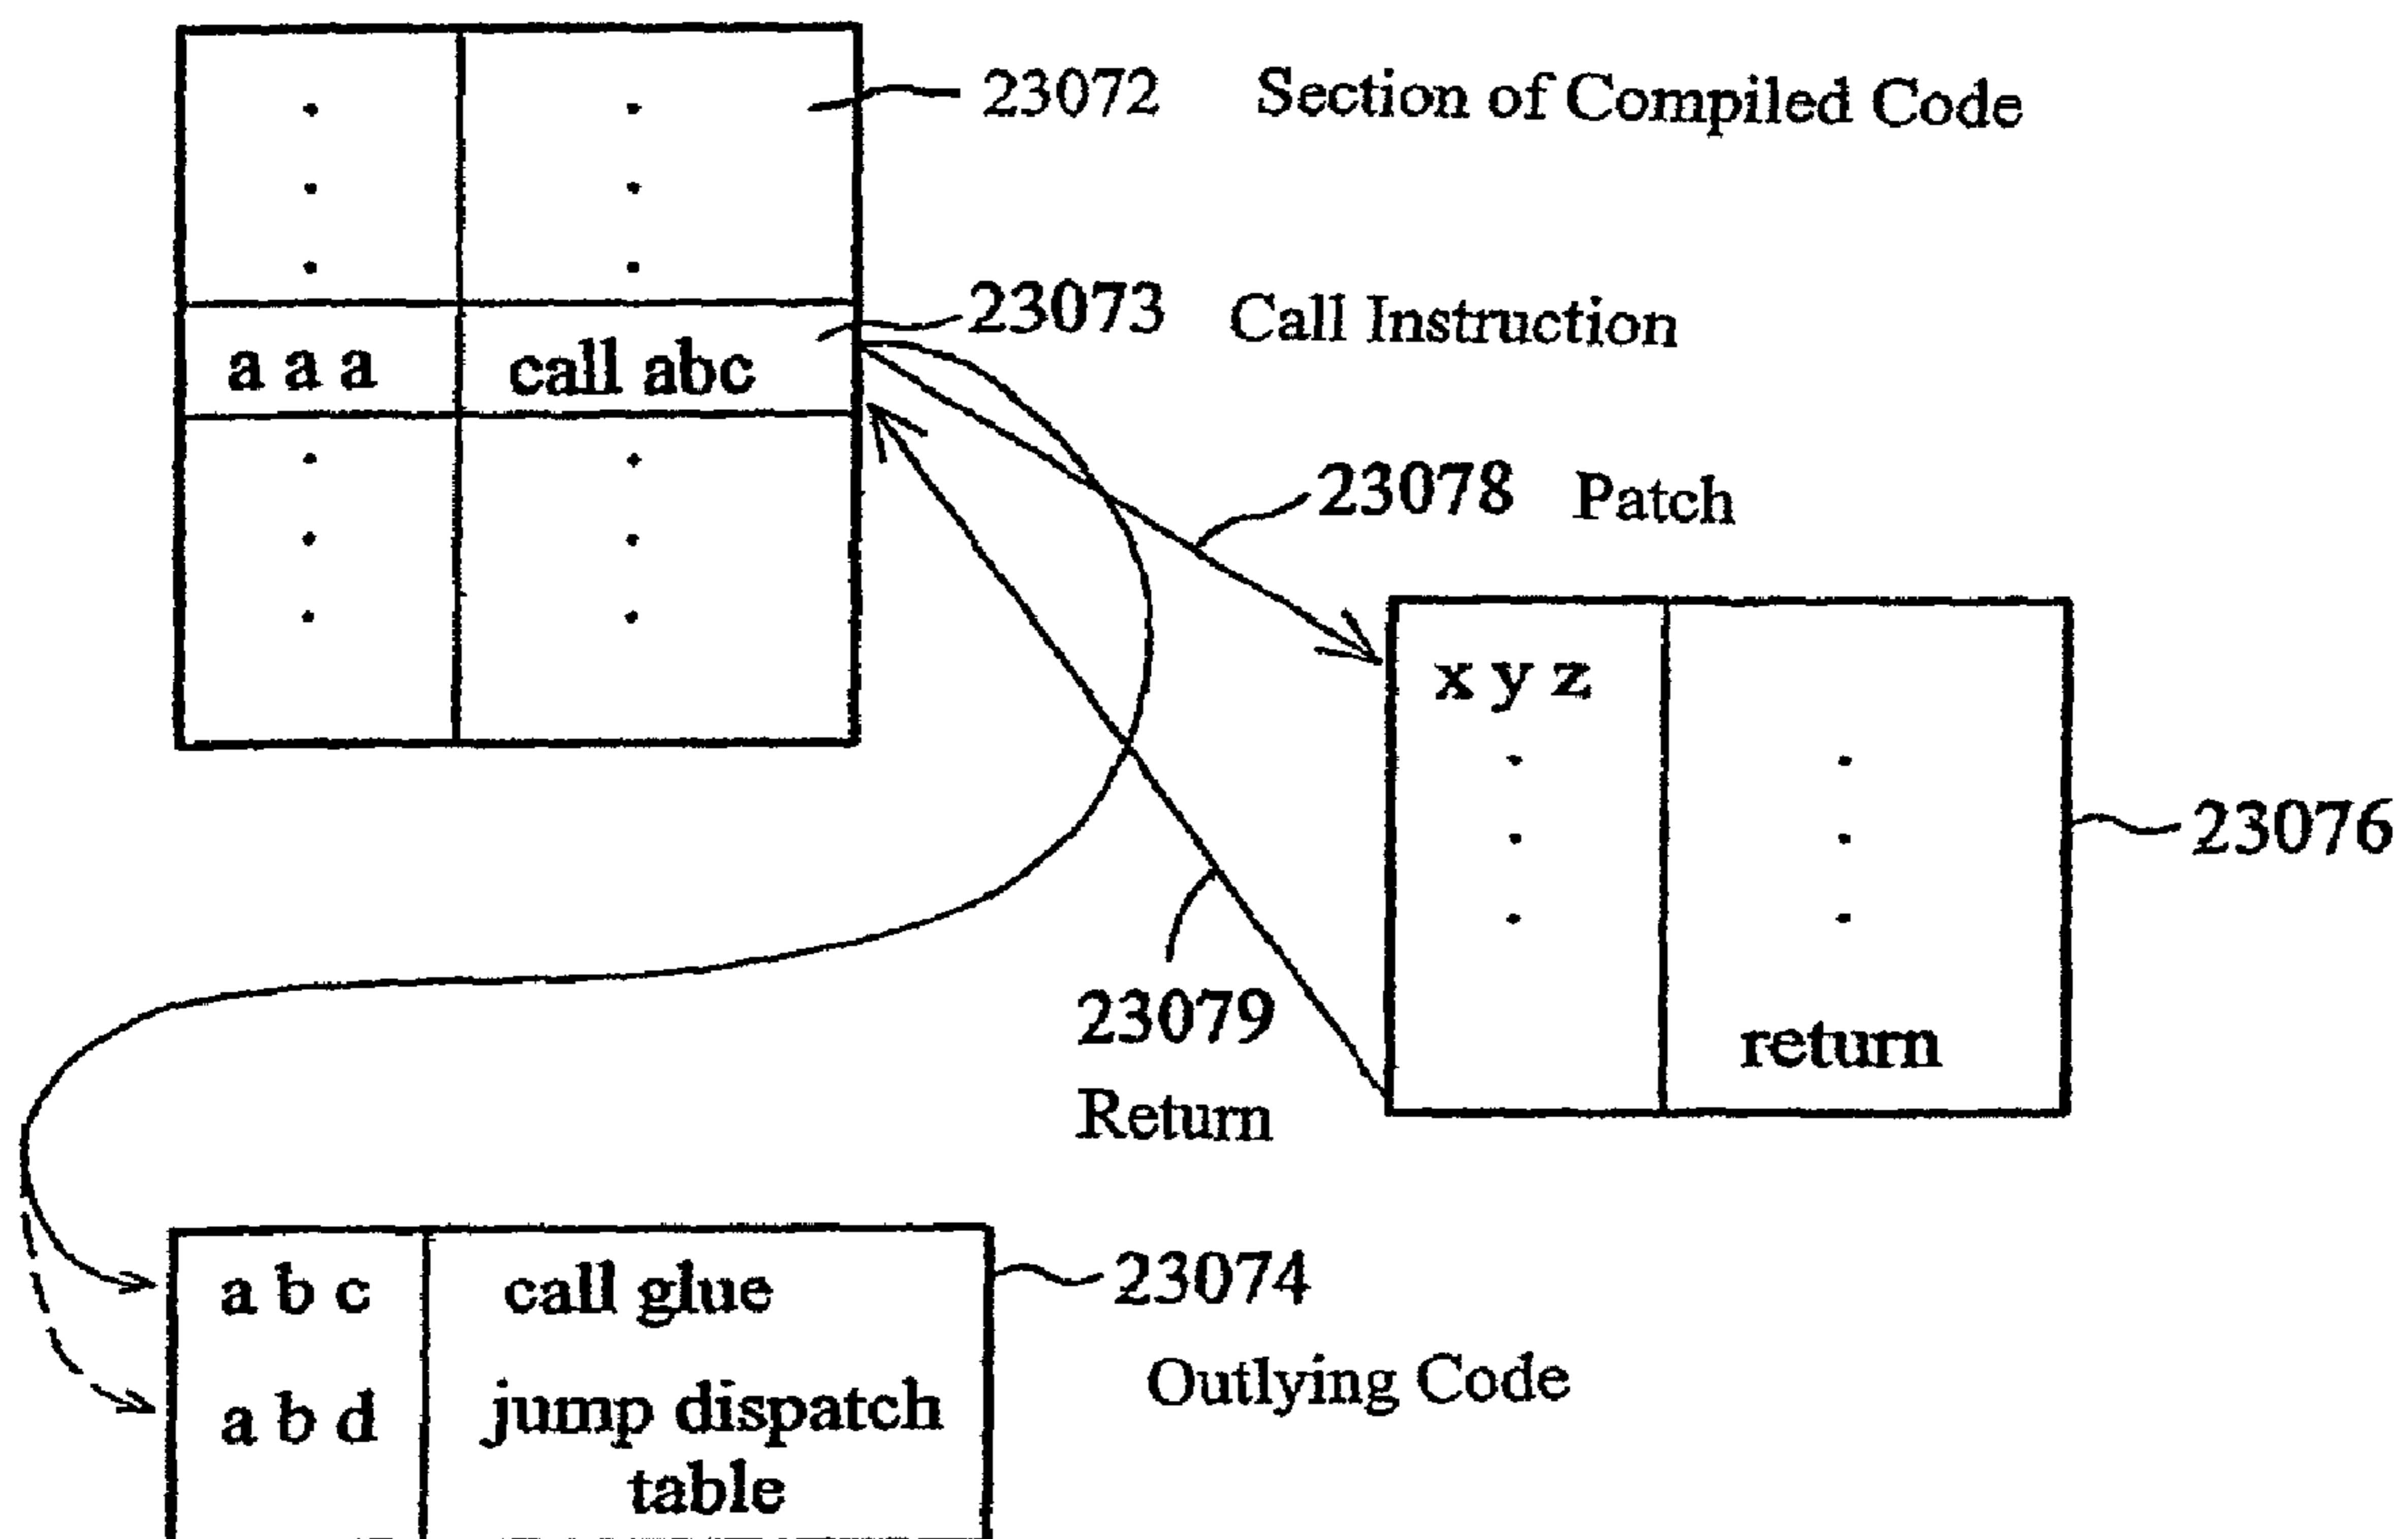 23072 Section of Compiled Code
23073 Call Instruction
a a a call abc
23078 Patch
x y z
23076
23079
Return
return
a b c call glue
23074
Outlying Code
a b d jump dispatch
table